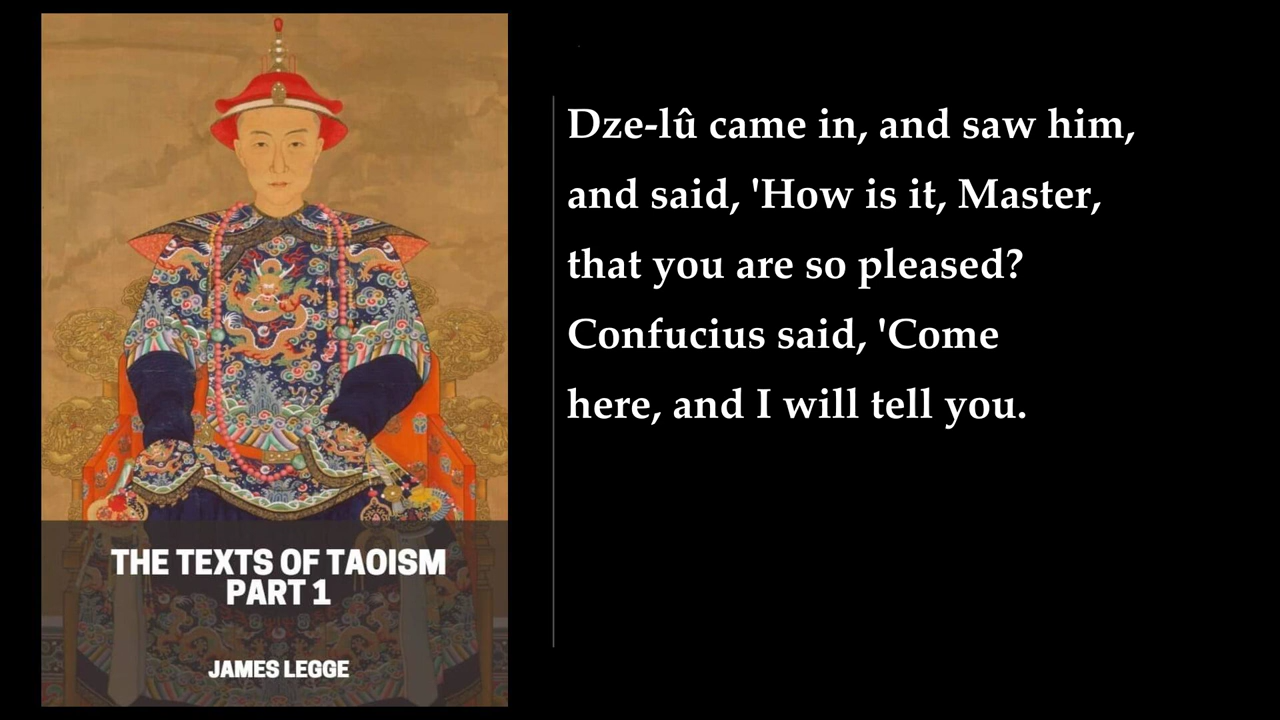 THE TEXTS OF TAOISM
PART 1
JAMES LEGGE
Dze-lû came in, and saw him,
and said, 'How is it, Master,
that you are so pleased?
Confucius said, 'Come
here, and I will tell you.